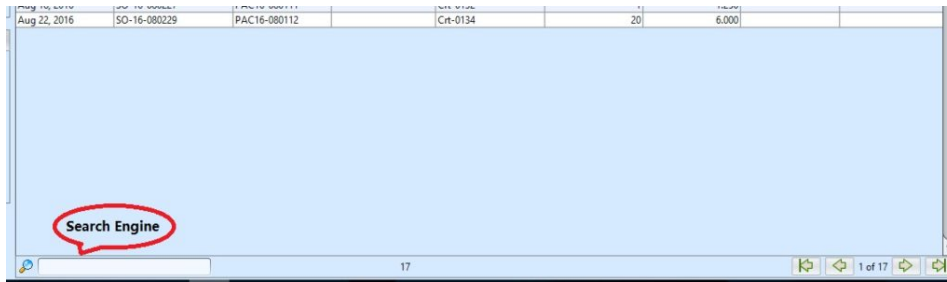 Aug 22, 2016 SO-16-080229 PAC16-080112 Crt-0134 20 6.000
Search Engine
17 1 of 17